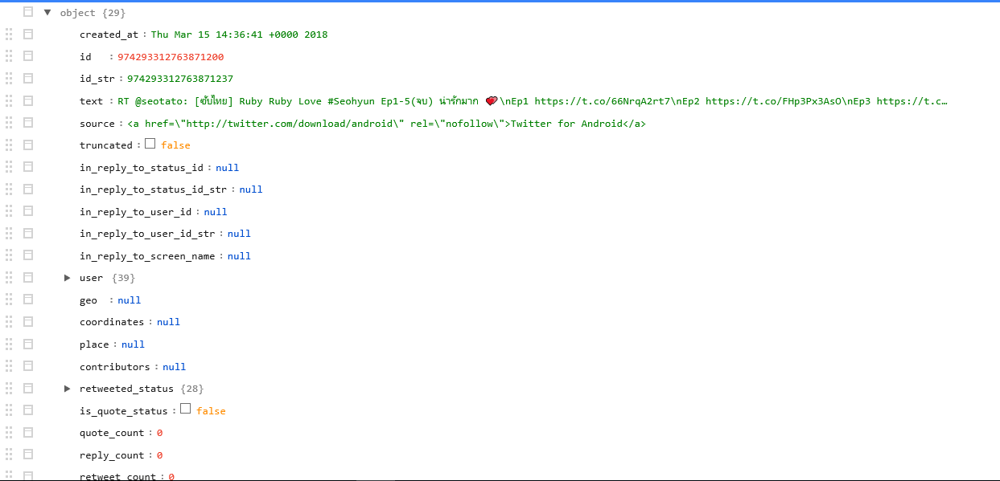 object {29}
created_at : Thu Mar 15 14:36:41 +0000 2018
id : 974293312763871200
id_str : 974293312763871237
text : RT @seotato: [ซับไทย] Ruby Ruby Love #Seohyun Ep1-5(จบ) น่ารักมาก 💞\nEp1 https://t.co/66NrqA2rt7\nEp2 https://t.co/FHp3Px3AsO\nEp3 https://t.c…
source : <a href=\"http://twitter.com/download/android\" rel=\"nofollow\">Twitter for Android</a>
truncated : false
in_reply_to_status_id : null
in_reply_to_status_id_str : null
in_reply_to_user_id : null
in_reply_to_user_id_str : null
in_reply_to_screen_name : null
user {39}
geo : null
coordinates : null
place : null
contributors : null
retweeted_status {28}
is_quote_status : false
quote_count : 0
reply_count : 0
retweet_count : 0